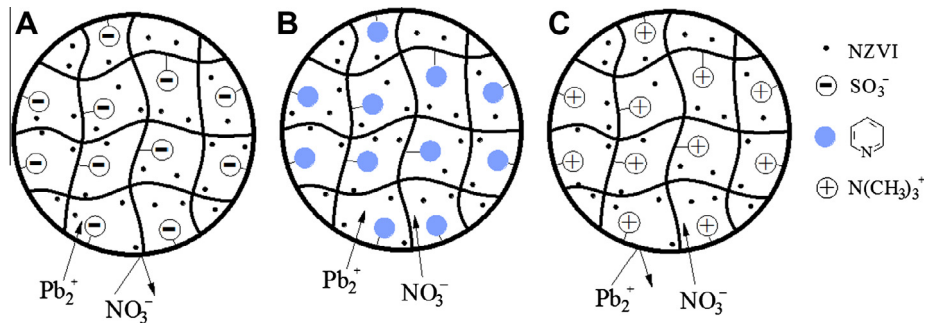 A
B
C
NZVI
SO₃⁻
N
N(CH₃)₃⁺
Pb₂⁺
NO₃⁻
Pb₂⁺
NO₃⁻
Pb₂⁺
NO₃⁻